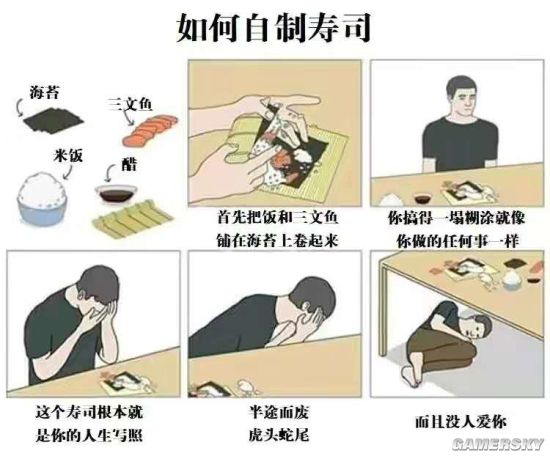 如何自制寿司
海苔
三文鱼
米饭
醋
首先把饭和三文鱼
铺在海苔上卷起来
你搞得一塌糊涂就像
你做的任何事一样
这个寿司根本就
是你的人生写照
半途而废
虎头蛇尾
而且没人爱你
GAMERSKY